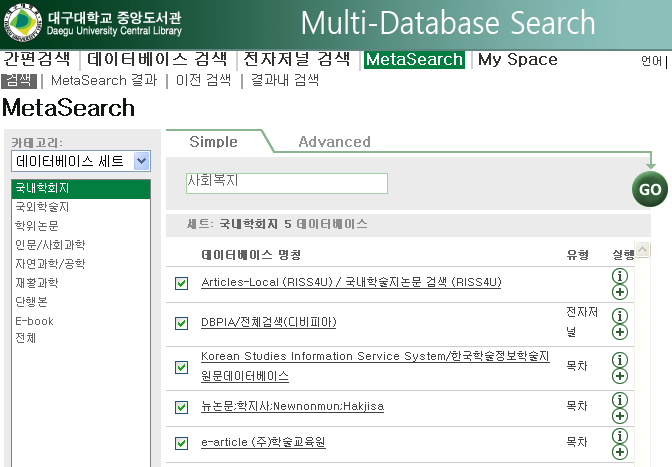 대구대학교 중앙도서관
Daegu University Central Library
Multi-Database Search
간편검색 | 데이터베이스 검색 | 전자저널 검색 | MetaSearch | My Space
언어 |
검색 | MetaSearch 결과 | 이전 검색 | 결과내 검색
MetaSearch
카테고리:
데이터베이스 세트
국내학회지
국외학술지
학위논문
인문/사회과학
자연과학/공학
재활과학
단행본
E-book
전체
Simple
Advanced
사회복지
GO
세트: 국내학회지 5 데이터베이스
데이터베이스 명칭 유형 실행
Articles-Local (RISS4U) / 국내학술지논문 검색 (RISS4U)
DBPIA/전체검색(디비피아) 전자저
널
Korean Studies Information Service System/한국학술정보학술지
원문데이터베이스 목차
뉴논문;학지사;Newnonmun;Hakjisa 목차
e-article (주)학술교육원 목차